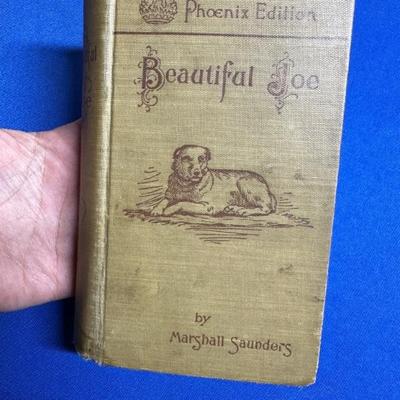 Phoenix Edition
Beautiful Joe
by
Marshall Saunders